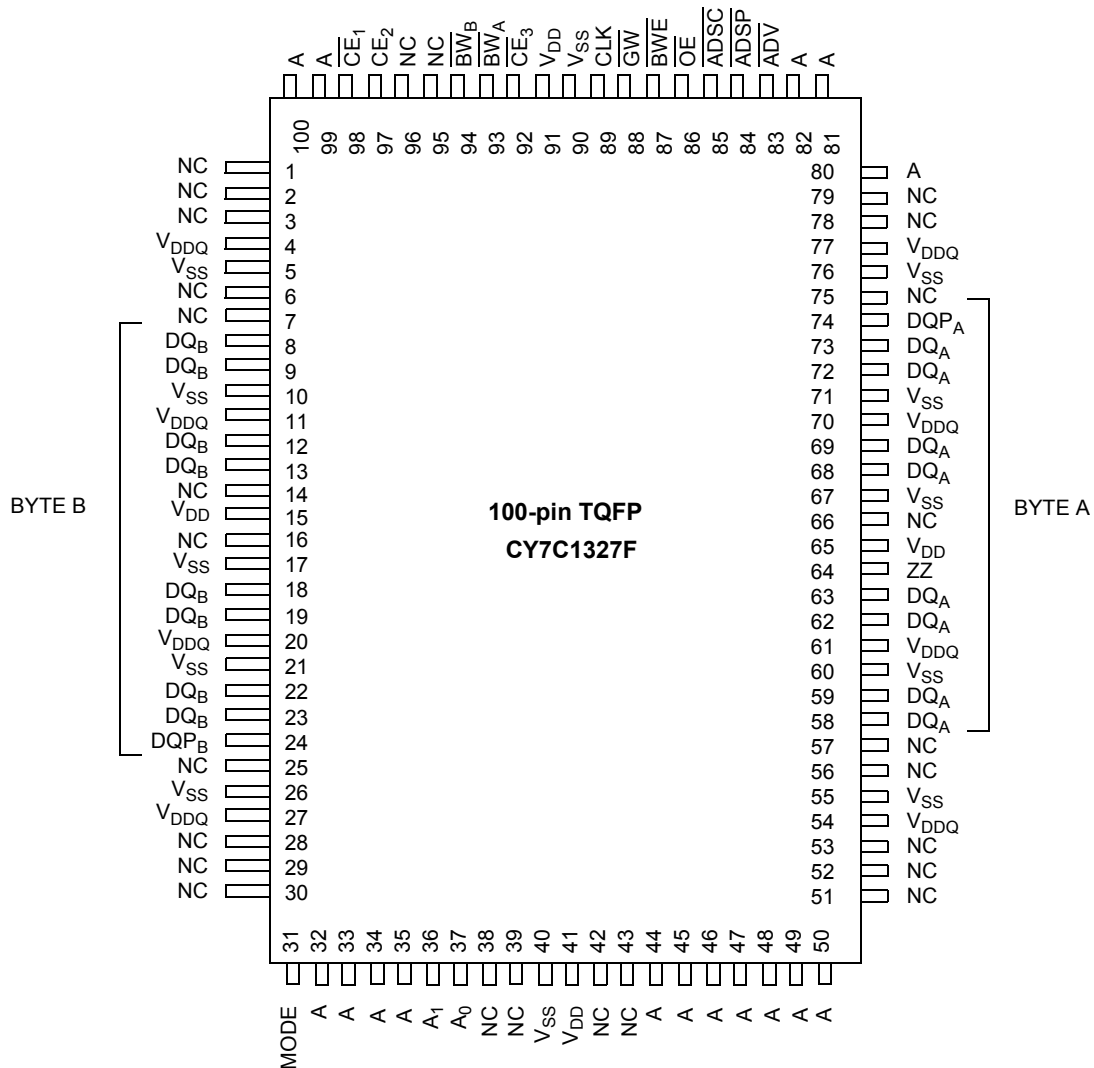 A
A
CE1
CE2
NC
NC
BWB
BWA
CE3
VDD
VSS
CLK
GW
BWE
OE
ADSC
ADSP
ADV
A
A
100
99
98
97
96
95
94
93
92
91
90
89
88
87
86
85
84
83
82
81
NC 1
NC 2
NC 3
VDDQ 4
VSS 5
NC 6
NC 7
DQB 8
DQB 9
VSS 10
VDDQ 11
DQB 12
DQB 13
NC 14
VDD 15
NC 16
VSS 17
DQB 18
DQB 19
VDDQ 20
VSS 21
DQB 22
DQB 23
DQPB 24
NC 25
VSS 26
VDDQ 27
NC 28
NC 29
NC 30
BYTE B
100-pin TQFP
CY7C1327F
80 A
79 NC
78 NC
77 VDDQ
76 VSS
75 NC
74 DQPA
73 DQA
72 DQA
71 VSS
70 VDDQ
69 DQA
68 DQA
67 VSS
66 NC
65 VDD
64 ZZ
63 DQA
62 DQA
61 VDDQ
60 VSS
59 DQA
58 DQA
57 NC
56 NC
55 VSS
54 VDDQ
53 NC
52 NC
51 NC
BYTE A
31
32
33
34
35
36
37
38
39
40
41
42
43
44
45
46
47
48
49
50
MODE
A
A
A
A
A1
A0
NC
NC
VSS
VDD
NC
NC
A
A
A
A
A
A
A